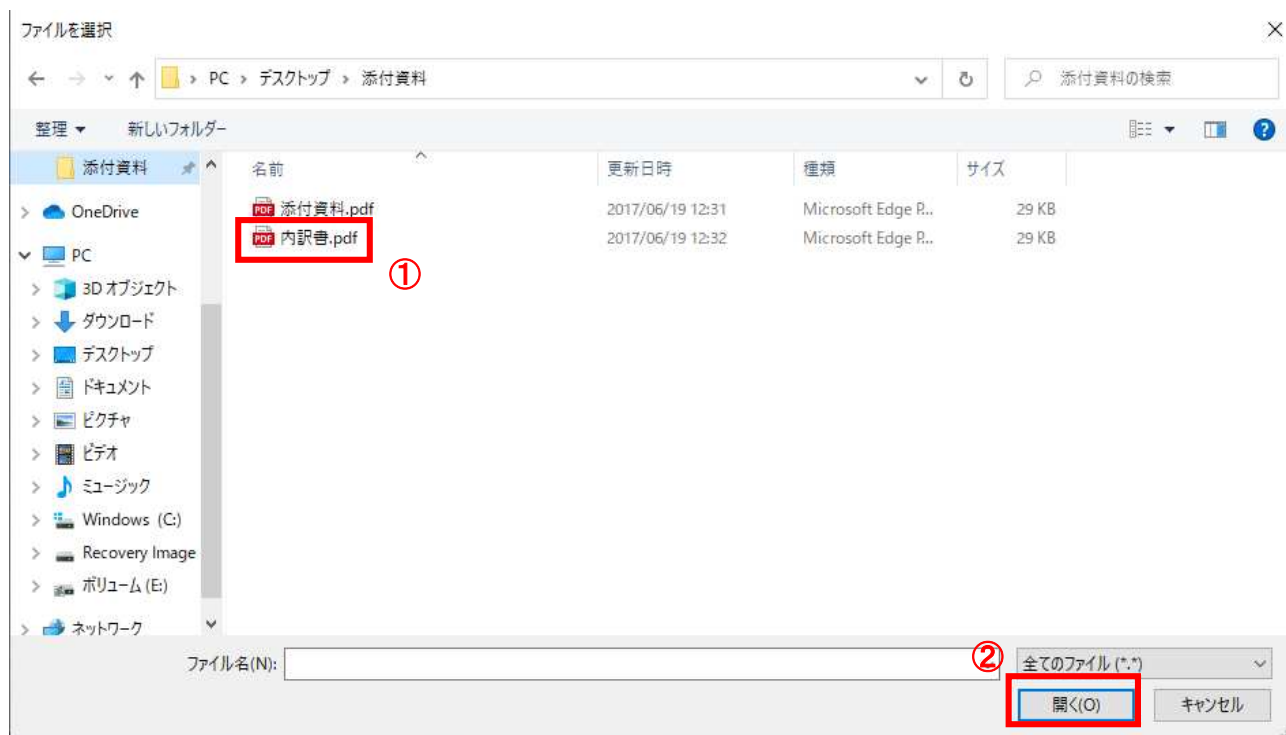 ファイルを選択
PC › デスクトップ › 添付資料
添付資料の検索
整理 新しいフォルダー
添付資料
OneDrive
PC
3D オブジェクト
ダウンロード
デスクトップ
ドキュメント
ピクチャ
ビデオ
ミュージック
Windows (C:)
Recovery Image
ボリューム (E:)
ネットワーク
名前 更新日時 種類 サイズ
PDF 添付資料.pdf 2017/06/19 12:31 Microsoft Edge P... 29 KB
PDF 内訳書.pdf 2017/06/19 12:32 Microsoft Edge P... 29 KB
①
ファイル名(N):
②
全てのファイル (*.*)
開く(O) キャンセル